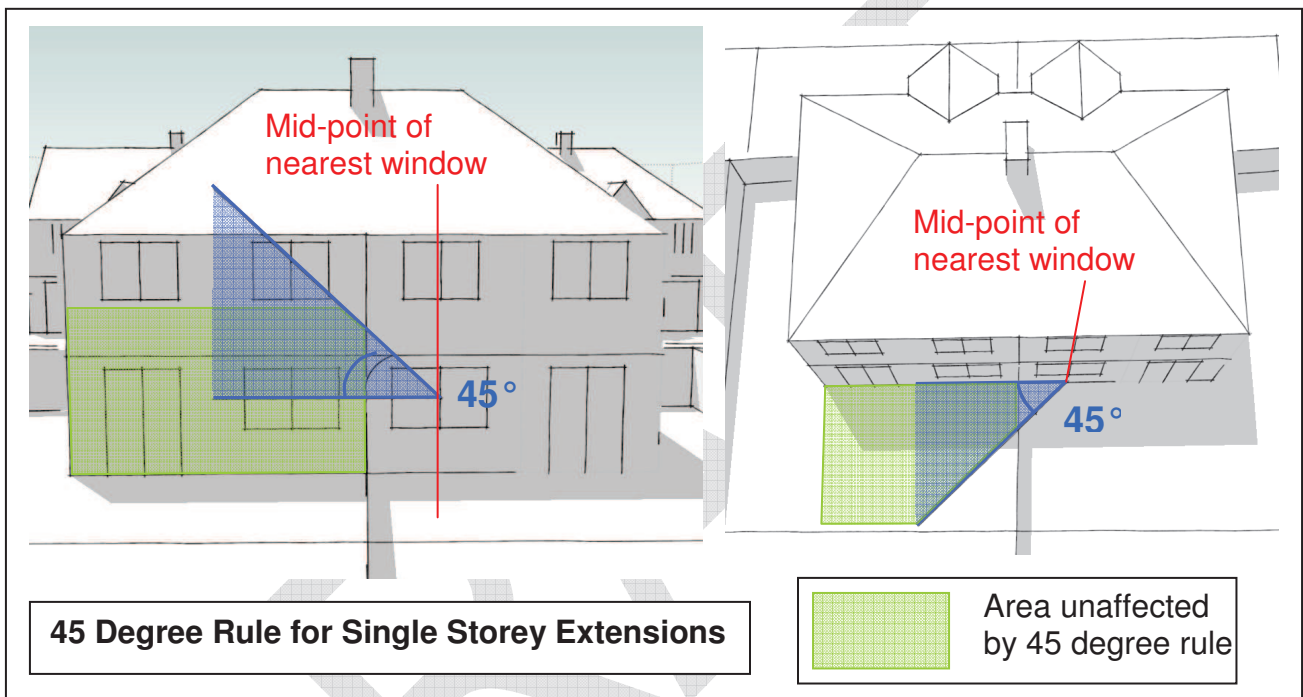 Mid-point of
nearest window
45°
Mid-point of
nearest window
45°
45 Degree Rule for Single Storey Extensions
Area unaffected
by 45 degree rule